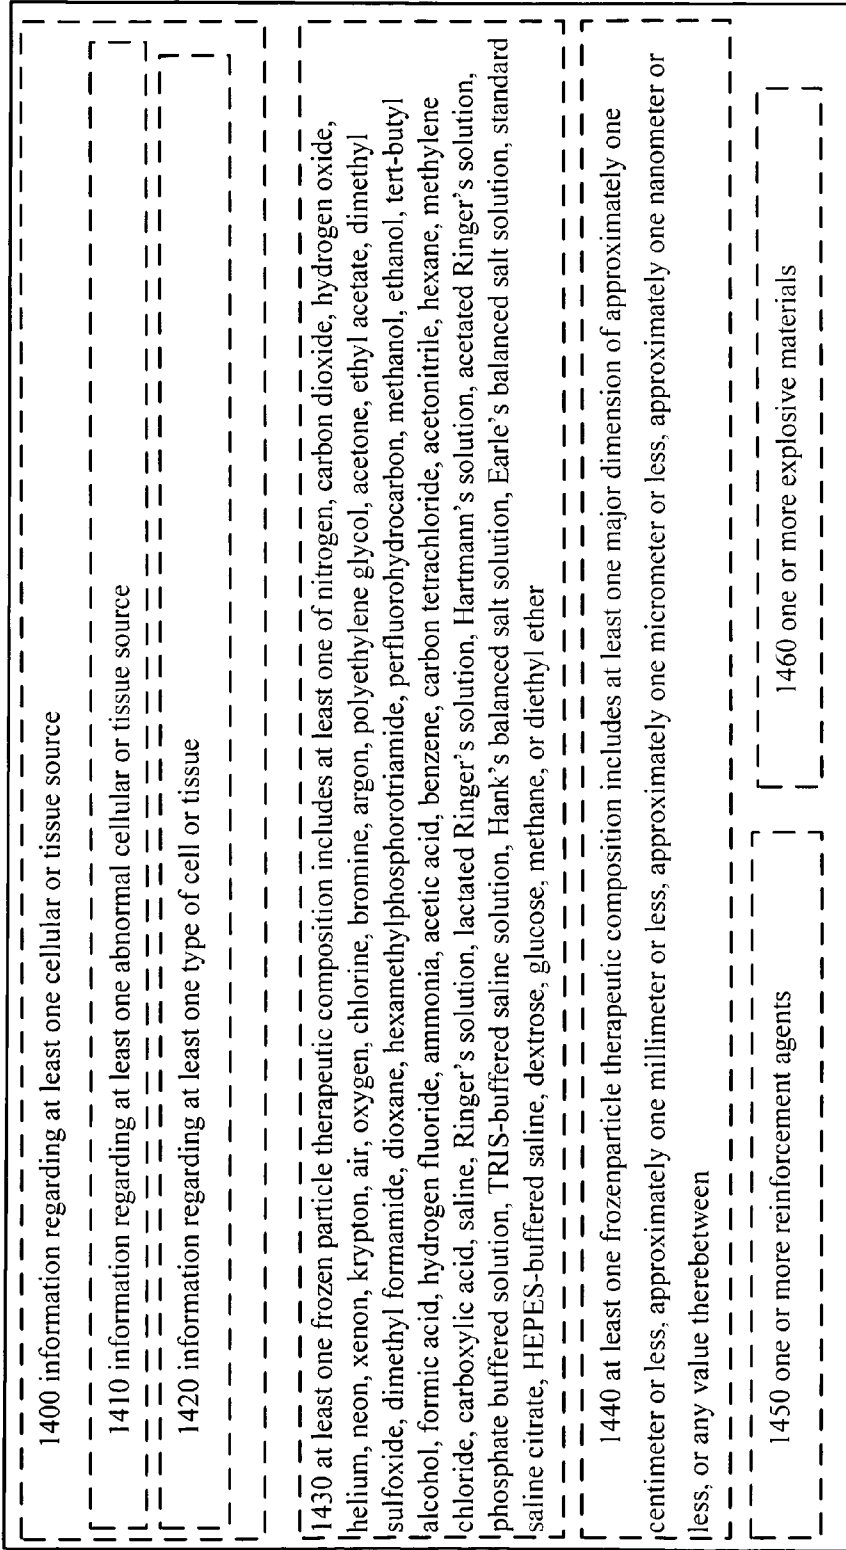 1400 information regarding at least one cellular or tissue source
1410 information regarding at least one abnormal cellular or tissue source
1420 information regarding at least one type of cell or tissue
1430 at least one frozen particle therapeutic composition includes at least one of nitrogen, carbon dioxide, hydrogen oxide,
helium, neon, xenon, krypton, air, oxygen, chlorine, bromine, argon, polyethylene glycol, acetone, ethyl acetate, dimethyl
sulfoxide, dimethyl formamide, dioxane, hexamethylphosphorotriamide, perfluorohydrocarbon, methanol, ethanol, tert-butyl
alcohol, formic acid, hydrogen fluoride, ammonia, acetic acid, benzene, carbon tetrachloride, acetonitrile, hexane, methylene
chloride, carboxylic acid, saline, Ringer's solution, lactated Ringer's solution, Hartmann's solution, acetated Ringer's solution,
phosphate buffered solution, TRIS-buffered saline solution, Hank's balanced salt solution, Earle's balanced salt solution, standard
saline citrate, HEPES-buffered saline, dextrose, glucose, methane, or diethyl ether
1440 at least one frozenparticle therapeutic composition includes at least one major dimension of approximately one
centimeter or less, approximately one millimeter or less, approximately one micrometer or less, approximately one nanometer or
less, or any value therebetween
1450 one or more reinforcement agents
1460 one or more explosive materials